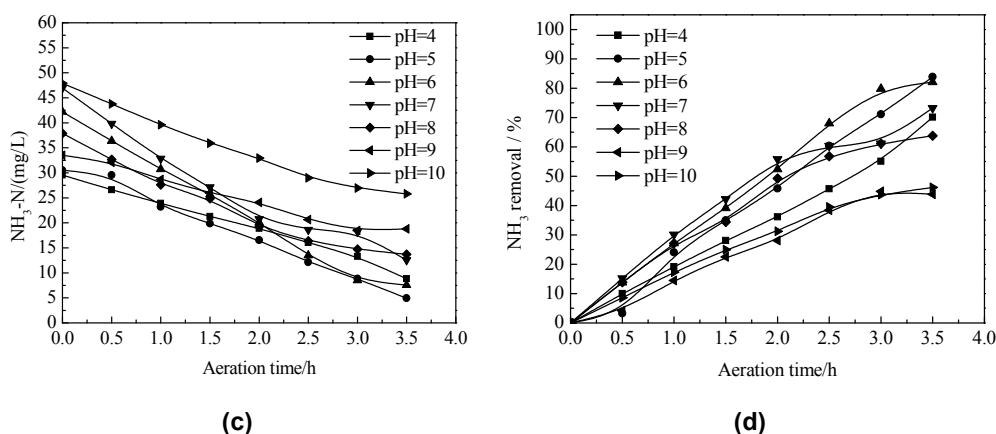 60
55
50
45
40
35
30
25
20
15
10
5
0
NH₃-N/(mg/L)
pH=4
pH=5
pH=6
pH=7
pH=8
pH=9
pH=10
0.0 0.5 1.0 1.5 2.0 2.5 3.0 3.5 4.0
Aeration time/h
(c)
100
90
80
70
60
50
40
30
20
10
0
NH₃ removal / %
pH=4
pH=5
pH=6
pH=7
pH=8
pH=9
pH=10
0.0 0.5 1.0 1.5 2.0 2.5 3.0 3.5 4.0
Aeration time/h
(d)